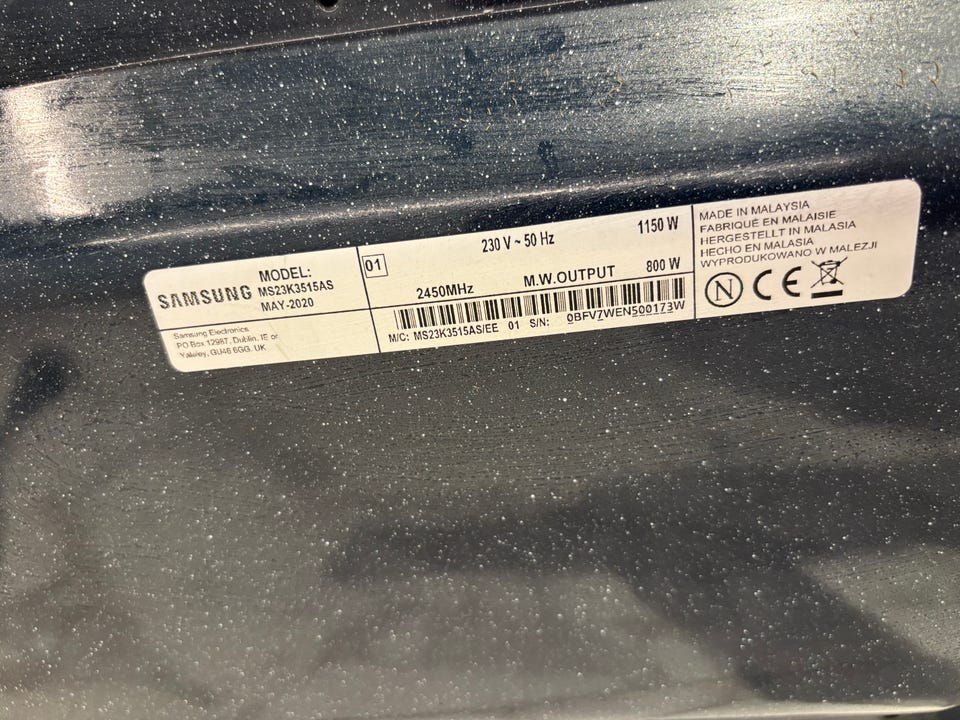 SAMSUNG
MODEL:
MS23K3515AS
MAY-2020
Samsung Electronics
PO Box 12987, Dublin, IE or
Yateley, GU46 6GG, UK
01
230 V ~ 50 Hz
1150 W
2450MHz
M.W.OUTPUT
800 W
M/C: MS23K3515AS/EE 01 S/N: 0BFV7WEN500173W
MADE IN MALAYSIA
FABRIQUÉ EN MALAISIE
HERGESTELLT IN MALASIA
HECHO EN MALASIA
WYPRODUKOWANO W MALEZJI
N CE